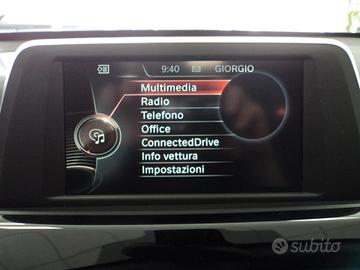 9:40 GIORGIO
Multimedia
Radio
Telefono
Office
ConnectedDrive
Info vettura
Impostazioni
subito